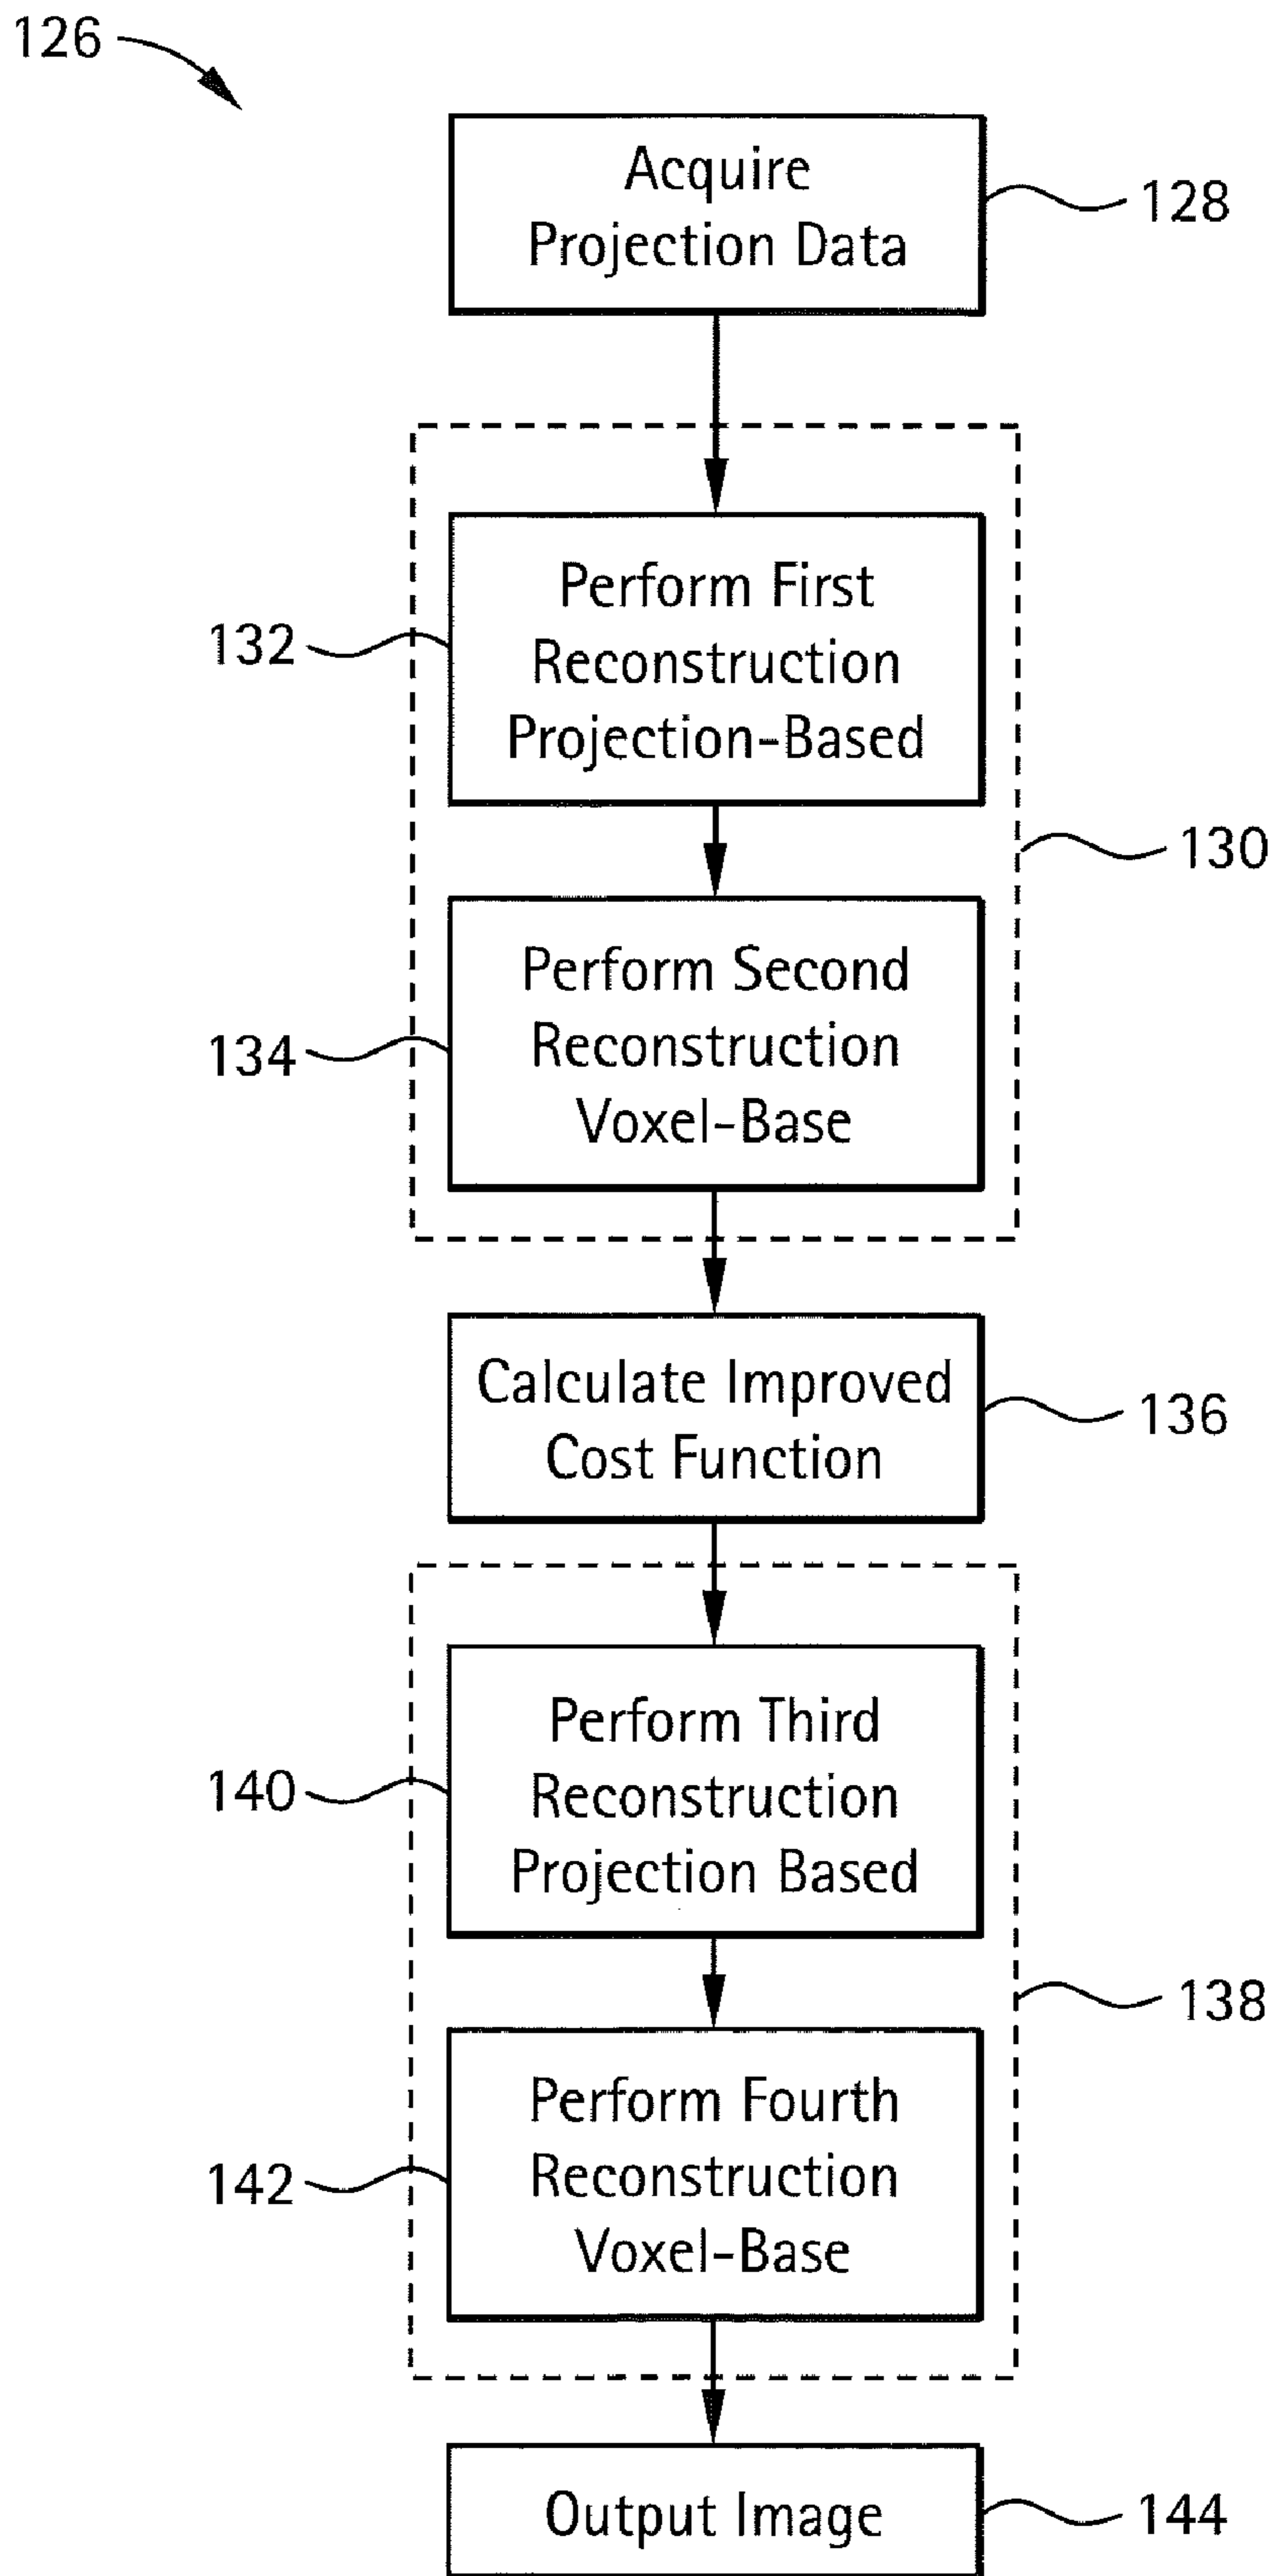 126
Acquire
Projection Data
128
Perform First
Reconstruction
Projection-Based
132
130
Perform Second
Reconstruction
Voxel-Base
134
Calculate Improved
Cost Function
136
Perform Third
Reconstruction
Projection Based
140
138
Perform Fourth
Reconstruction
Voxel-Base
142
Output Image
144